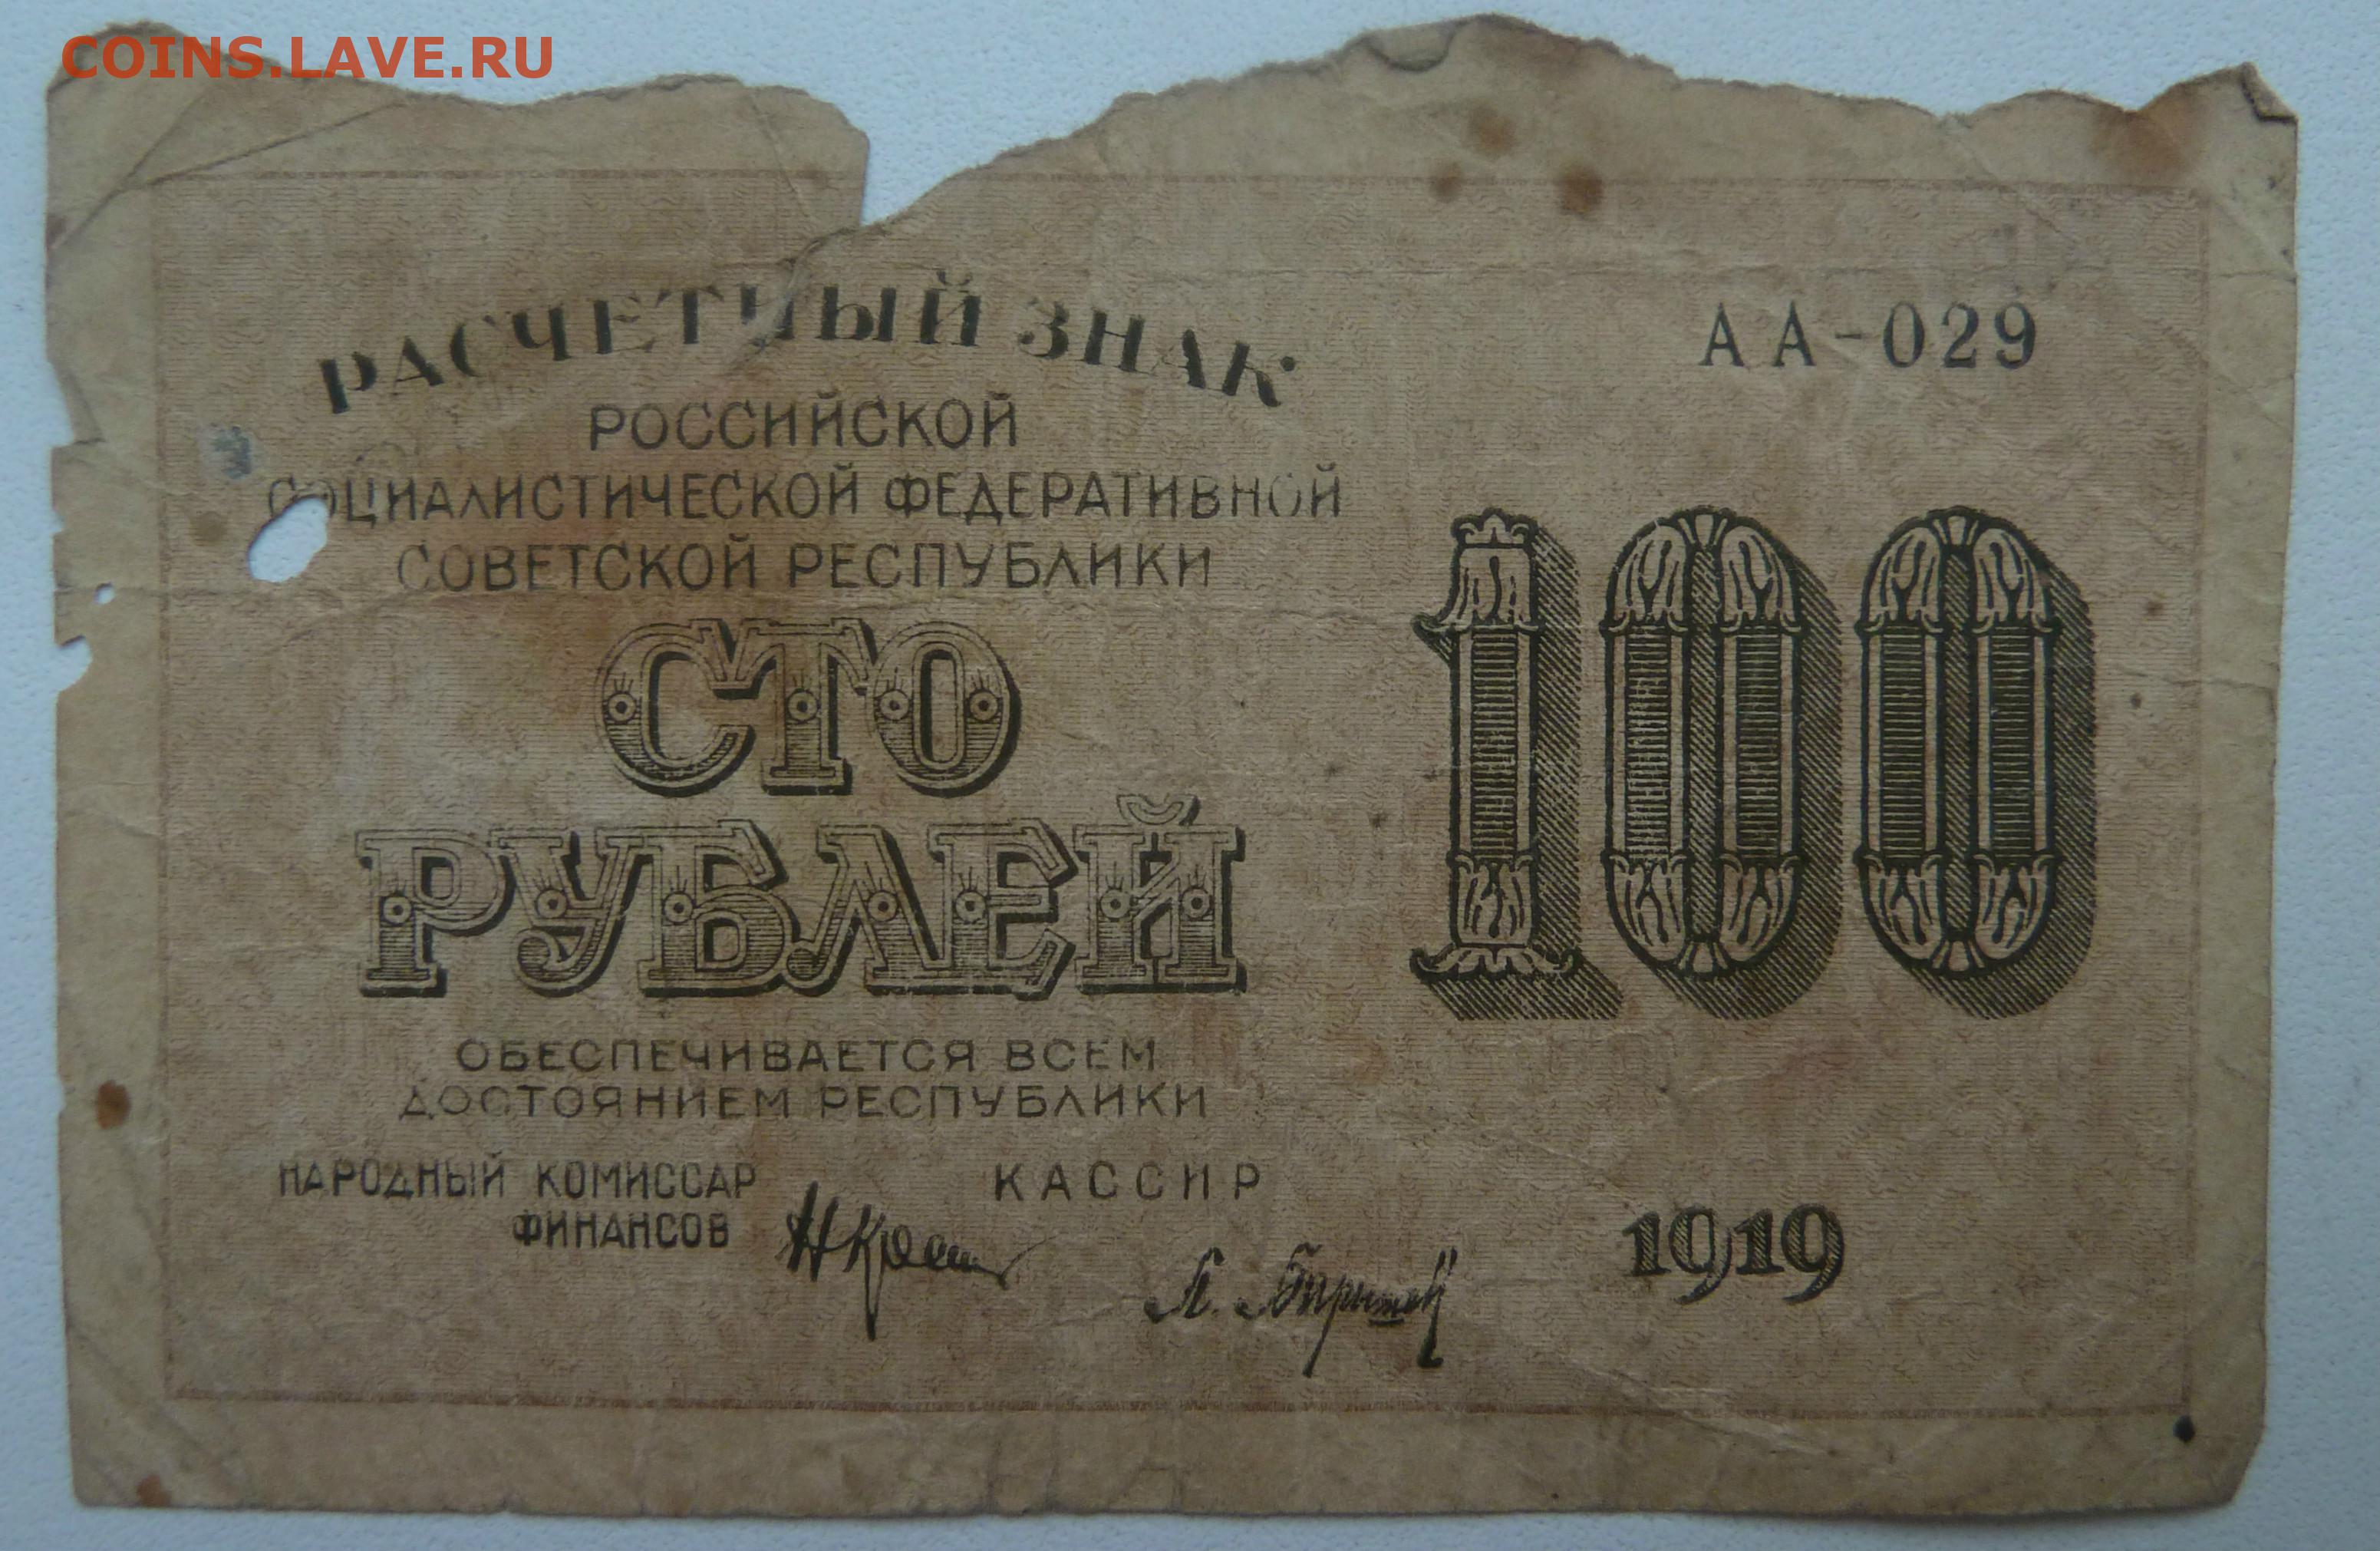 COINS.LAVE.RU
РАСЧЕТНЫЙ ЗНАК
АА-029
РОССИЙСКОЙ
СОЦИАЛИСТИЧЕСКОЙ ФЕДЕРАТИВНОЙ
СОВЕТСКОЙ РЕСПУБЛИКИ
СТО
РУБЛЕЙ
100
ОБЕСПЕЧИВАЕТСЯ ВСЕМ
ДОСТОЯНИЕМ РЕСПУБЛИКИ
НАРОДНЫЙ КОМИССАР
ФИНАНСОВ
КАССИР
1919